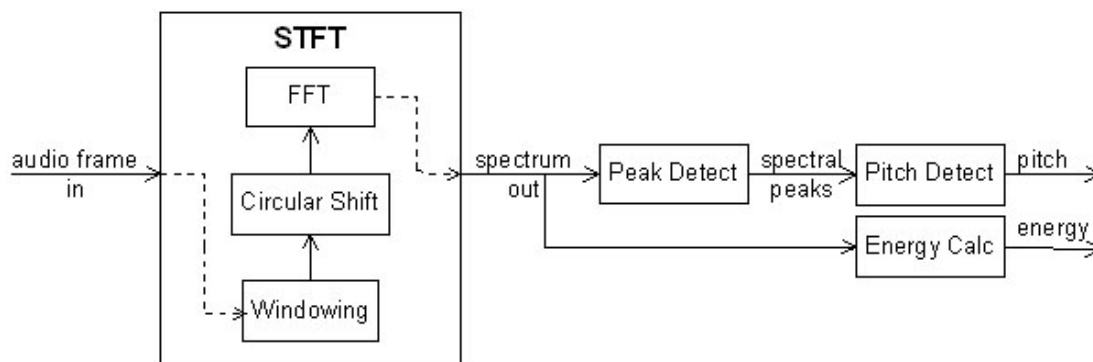 STFT
FFT
audio frame
in
Circular Shift
Windowing
spectrum
out
Peak Detect
spectral
peaks
Pitch Detect
pitch
Energy Calc
energy